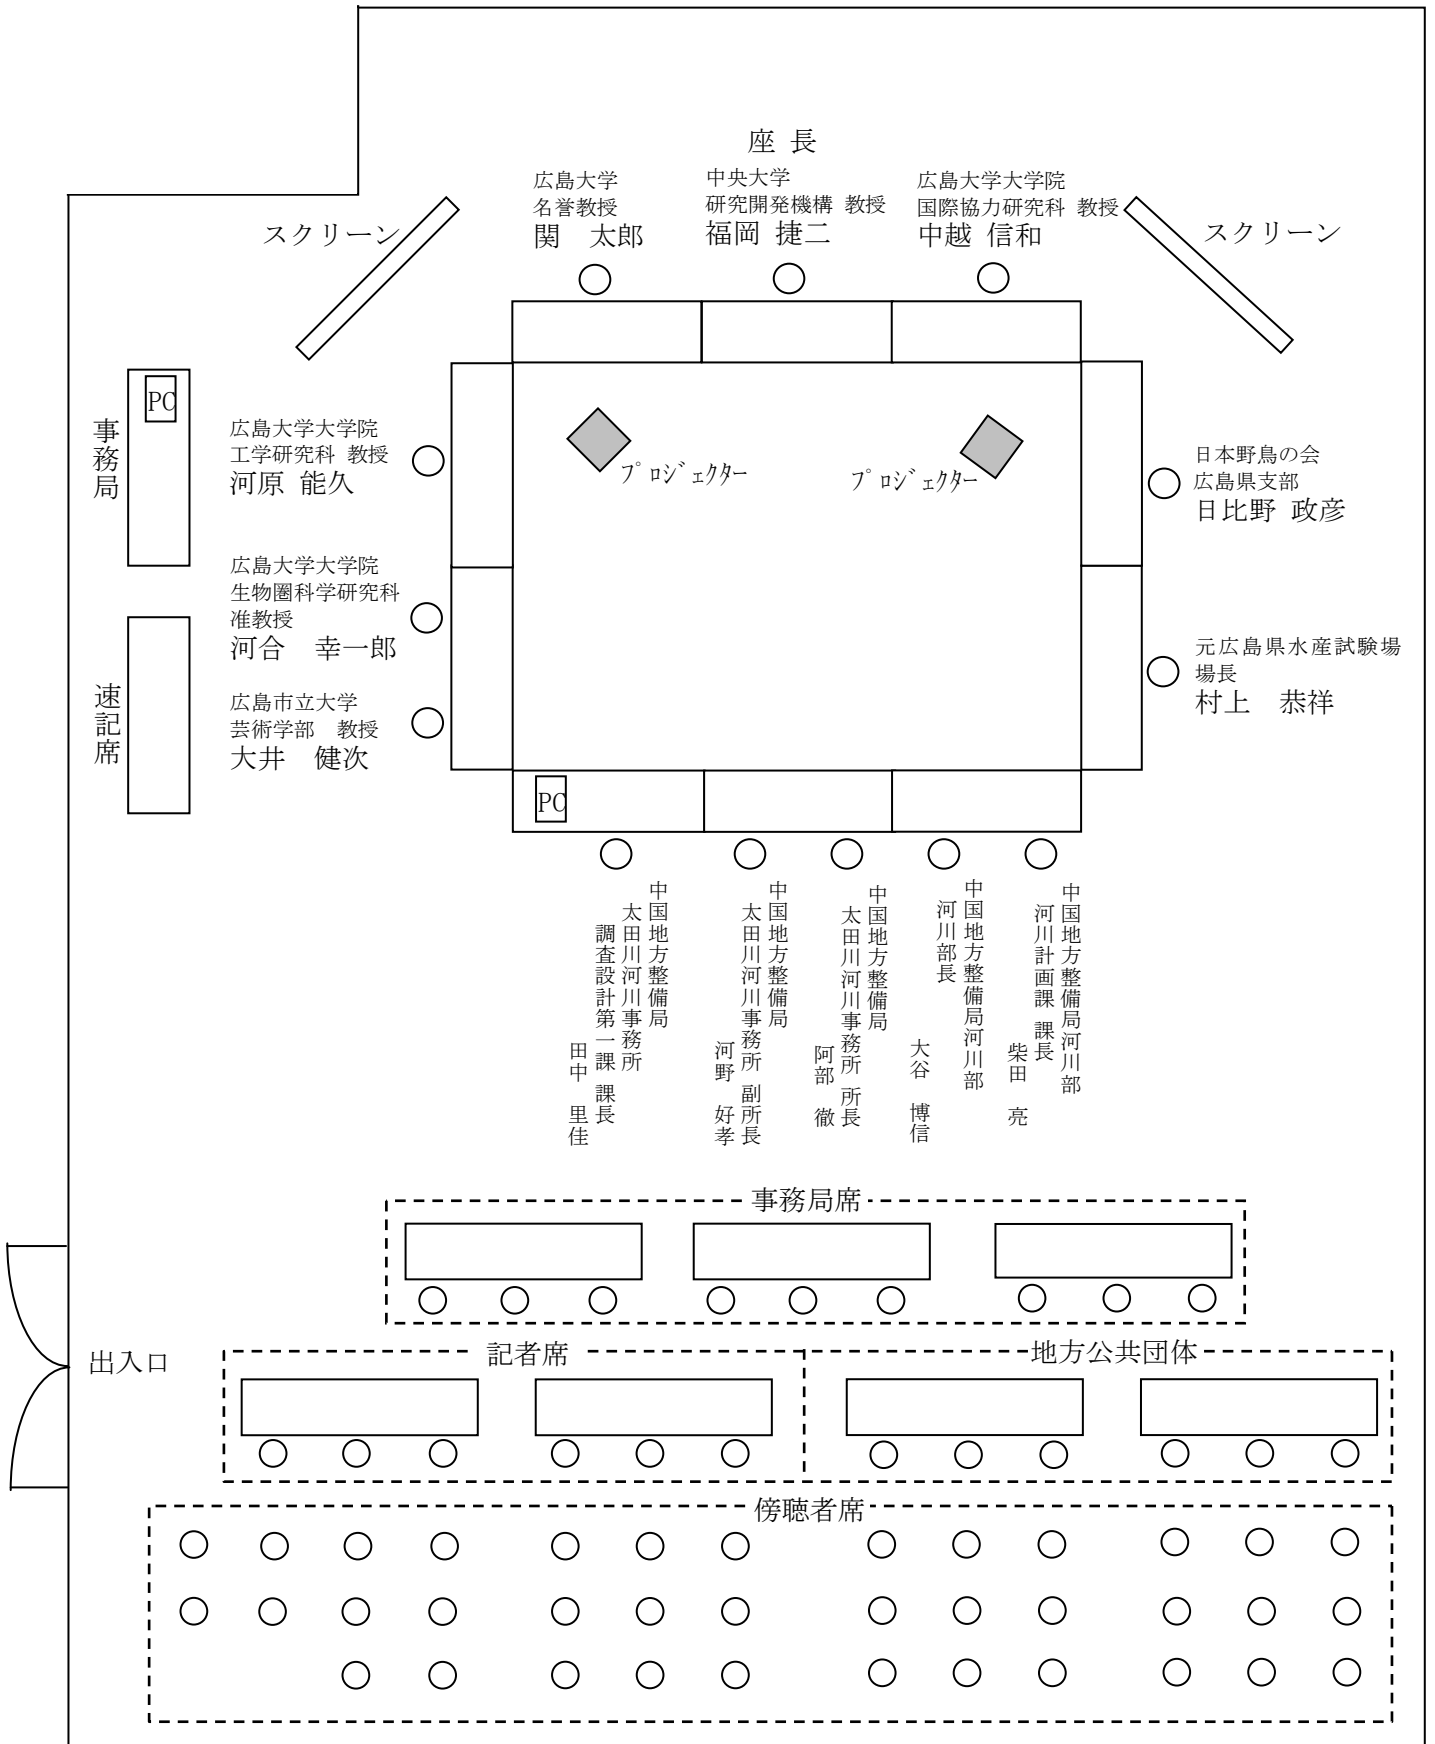 座 長
広島大学
名誉教授
関　太郎
中央大学
研究開発機構 教授
福岡 捷二
広島大学大学院
国際協力研究科 教授
中越 信和
スクリーン
スクリーン
PC
事務局
広島大学大学院
工学研究科 教授
河原 能久
プロジェクター
プロジェクター
日本野鳥の会
広島県支部
日比野 政彦
広島大学大学院
生物圏科学研究科
准教授
河合　幸一郎
元広島県水産試験場
場長
村上　恭祥
速記席
広島市立大学
芸術学部　教授
大井　健次
PC
中国地方整備局
太田川河川事務所
調査設計第一課 課長
田中 里佳
中国地方整備局
太田川河川事務所 副所長
河野 好孝
中国地方整備局
太田川河川事務所 所長
阿部 徹
中国地方整備局河川部
河川部長
大谷 博信
中国地方整備局河川部
河川計画課 課長
柴田 亮
事務局席
出入口
記者席
地方公共団体
傍聴者席